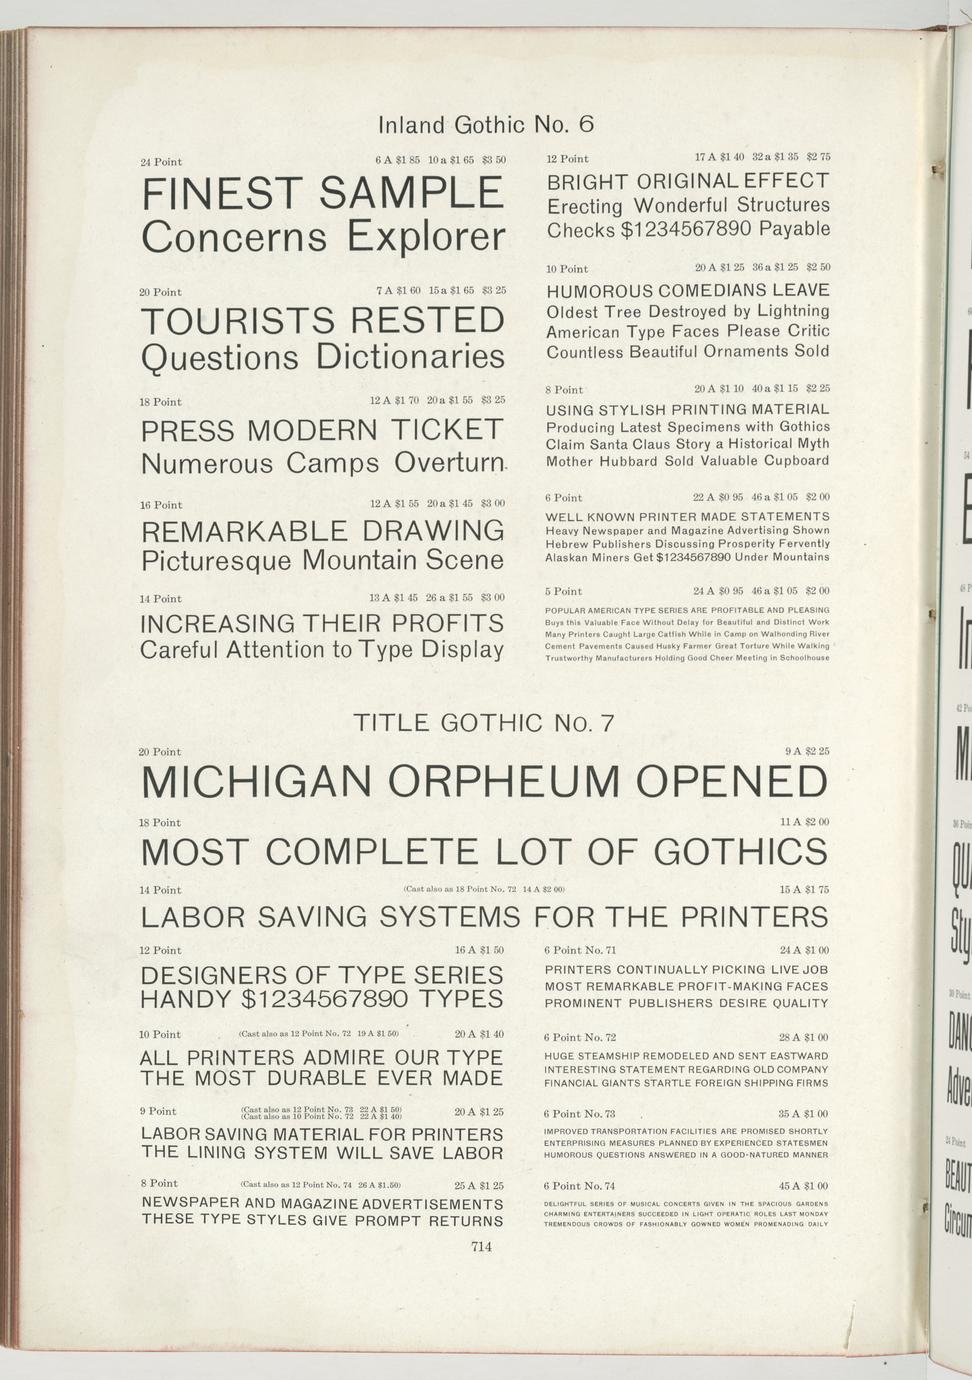 Inland Gothic No. 6
24 Point 6 A $1 85 10 a $1 65 $3 50
FINEST SAMPLE
Concerns Explorer
20 Point 7 A $1 60 15 a $1 65 $3 25
TOURISTS RESTED
Questions Dictionaries
18 Point 12 A $1 70 20 a $1 55 $3 25
PRESS MODERN TICKET
Numerous Camps Overturn
16 Point 12 A $1 55 20 a $1 45 $3 00
REMARKABLE DRAWING
Picturesque Mountain Scene
14 Point 13 A $1 45 26 a $1 55 $3 00
INCREASING THEIR PROFITS
Careful Attention to Type Display
12 Point 17 A $1 40 32 a $1 35 $2 75
BRIGHT ORIGINAL EFFECT
Erecting Wonderful Structures
Checks $1234567890 Payable
10 Point 20 A $1 25 36 a $1 25 $2 50
HUMOROUS COMEDIANS LEAVE
Oldest Tree Destroyed by Lightning
American Type Faces Please Critic
Countless Beautiful Ornaments Sold
8 Point 20 A $1 10 40 a $1 15 $2 25
USING STYLISH PRINTING MATERIAL
Producing Latest Specimens with Gothics
Claim Santa Claus Story a Historical Myth
Mother Hubbard Sold Valuable Cupboard
6 Point 22 A $0 95 46 a $1 05 $2 00
WELL KNOWN PRINTER MADE STATEMENTS
Heavy Newspaper and Magazine Advertising Shown
Hebrew Publishers Discussing Prosperity Fervently
Alaskan Miners Get $1234567890 Under Mountains
5 Point 24 A $0 95 46 a $1 05 $2 00
POPULAR AMERICAN TYPE SERIES ARE PROFITABLE AND PLEASING
Buys this Valuable Face Without Delay for Beautiful and Distinct Work
Many Printers Caught Large Catfish While in Camp on Walhonding River
Cement Pavements Caused Husky Farmer Great Torture While Walking
Trustworthy Manufacturers Holding Good Cheer Meeting in Schoolhouse
TITLE GOTHIC No. 7
20 Point 9 A $2 25
MICHIGAN ORPHEUM OPENED
18 Point 11 A $2 00
MOST COMPLETE LOT OF GOTHICS
14 Point (Cast also as 18 Point No. 72 14 A $2 00) 15 A $1 75
LABOR SAVING SYSTEMS FOR THE PRINTERS
12 Point 16 A $1 50
DESIGNERS OF TYPE SERIES
HANDY $1234567890 TYPES
10 Point (Cast also as 12 Point No. 72 19 A $1 50) 20 A $1 40
ALL PRINTERS ADMIRE OUR TYPE
THE MOST DURABLE EVER MADE
9 Point (Cast also as 12 Point No. 73 22 A $1 50) 20 A $1 25
(Cast also as 10 Point No. 72 22 A $1 40)
LABOR SAVING MATERIAL FOR PRINTERS
THE LINING SYSTEM WILL SAVE LABOR
8 Point (Cast also as 12 Point No. 74 26 A $1.50) 25 A $1 25
NEWSPAPER AND MAGAZINE ADVERTISEMENTS
THESE TYPE STYLES GIVE PROMPT RETURNS
6 Point No. 71 24 A $1 00
PRINTERS CONTINUALLY PICKING LIVE JOB
MOST REMARKABLE PROFIT-MAKING FACES
PROMINENT PUBLISHERS DESIRE QUALITY
6 Point No. 72 28 A $1 00
HUGE STEAMSHIP REMODELED AND SENT EASTWARD
INTERESTING STATEMENT REGARDING OLD COMPANY
FINANCIAL GIANTS STARTLE FOREIGN SHIPPING FIRMS
6 Point No. 73 35 A $1 00
IMPROVED TRANSPORTATION FACILITIES ARE PROMISED SHORTLY
ENTERPRISING MEASURES PLANNED BY EXPERIENCED STATESMEN
HUMOROUS QUESTIONS ANSWERED IN A GOOD-NATURED MANNER
6 Point No. 74 45 A $1 00
DELIGHTFUL SERIES OF MUSICAL CONCERTS GIVEN IN THE SPACIOUS GARDENS
CHARMING ENTERTAINERS SUCCEEDED IN LIGHT OPERATIC ROLES LAST MONDAY
TREMENDOUS CROWDS OF FASHIONABLY GOWNED WOMEN PROMENADING DAILY
714